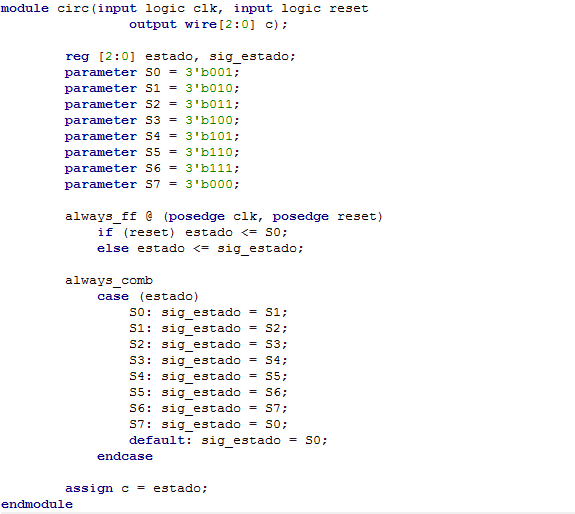 module circ(input logic clk, input logic reset
                output wire[2:0] c);

        reg [2:0] estado, sig_estado;
        parameter S0 = 3'b001;
        parameter S1 = 3'b010;
        parameter S2 = 3'b011;
        parameter S3 = 3'b100;
        parameter S4 = 3'b101;
        parameter S5 = 3'b110;
        parameter S6 = 3'b111;
        parameter S7 = 3'b000;

        always_ff @ (posedge clk, posedge reset)
            if (reset) estado <= S0;
            else estado <= sig_estado;

        always_comb
            case (estado)
                S0: sig_estado = S1;
                S1: sig_estado = S2;
                S2: sig_estado = S3;
                S3: sig_estado = S4;
                S4: sig_estado = S5;
                S5: sig_estado = S6;
                S6: sig_estado = S7;
                S7: sig_estado = S0;
                default: sig_estado = S0;
            endcase

        assign c = estado;
endmodule